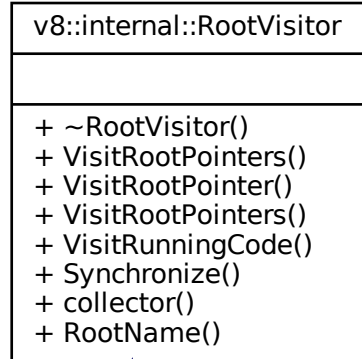 v8::internal::RootVisitor
+ ~RootVisitor()
+ VisitRootPointers()
+ VisitRootPointer()
+ VisitRootPointers()
+ VisitRunningCode()
+ Synchronize()
+ collector()
+ RootName()